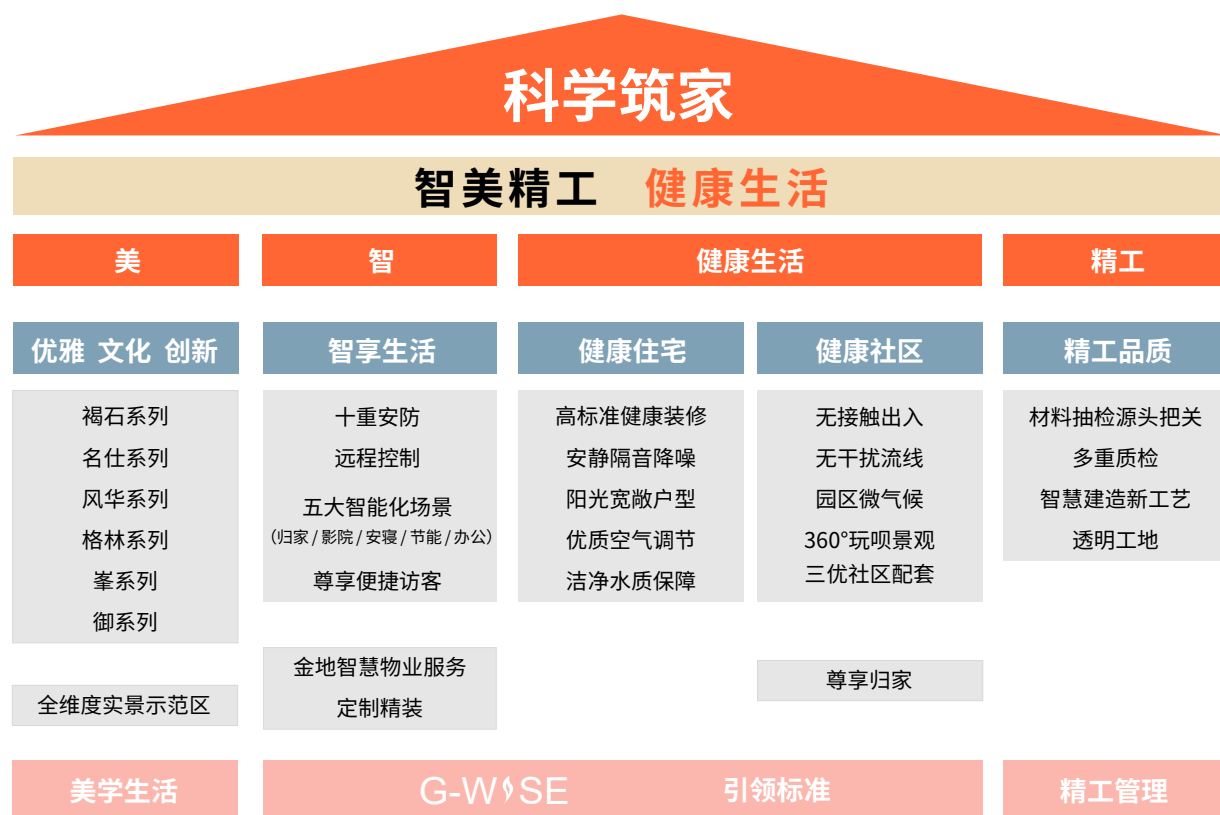 科学筑家
智美精工 健康生活
美
智
健康生活
精工
优雅 文化 创新
智享生活
健康住宅
健康社区
精工品质
褐石系列
名仕系列
风华系列
格林系列
峯系列
御系列
全维度实景示范区
十重安防
远程控制
五大智能化场景
（归家/影院/安寝/节能/办公）
尊享便捷访客
金地智慧物业服务
定制精装
高标准健康装修
安静隔音降噪
阳光宽敞户型
优质空气调节
洁净水质保障
无接触出入
无干扰流线
园区微气候
360°玩呗景观
三优社区配套
尊享归家
材料抽检源头把关
多重质检
智慧建造新工艺
透明工地
美学生活
G-WISE
引领标准
精工管理